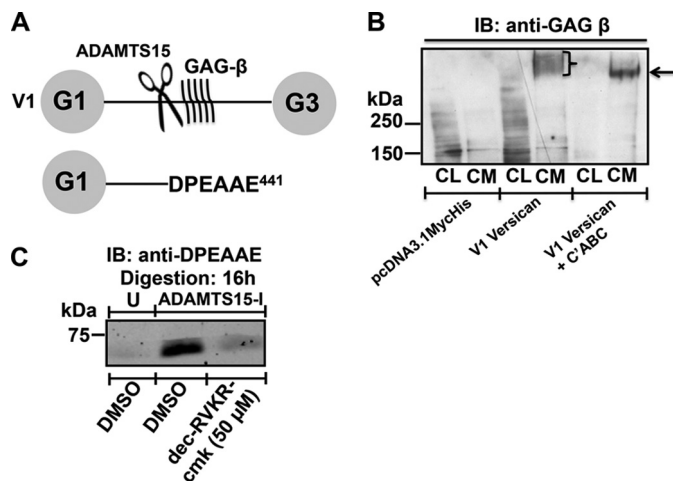 A
ADAMTS15
GAG-β
V1
G1
G3
G1
DPEAAE⁴⁴¹
B
IB: anti-GAG β
kDa
250
150
CL CM CL CM CL CM
pcDNA3.1MycHis
V1 Versican
V1 Versican
+ C'ABC
C
IB: anti-DPEAAE
Digestion: 16h
kDa
U
ADAMTS15-I
75
DMSO
DMSO
dec-RVKR-
cmk (50 µM)